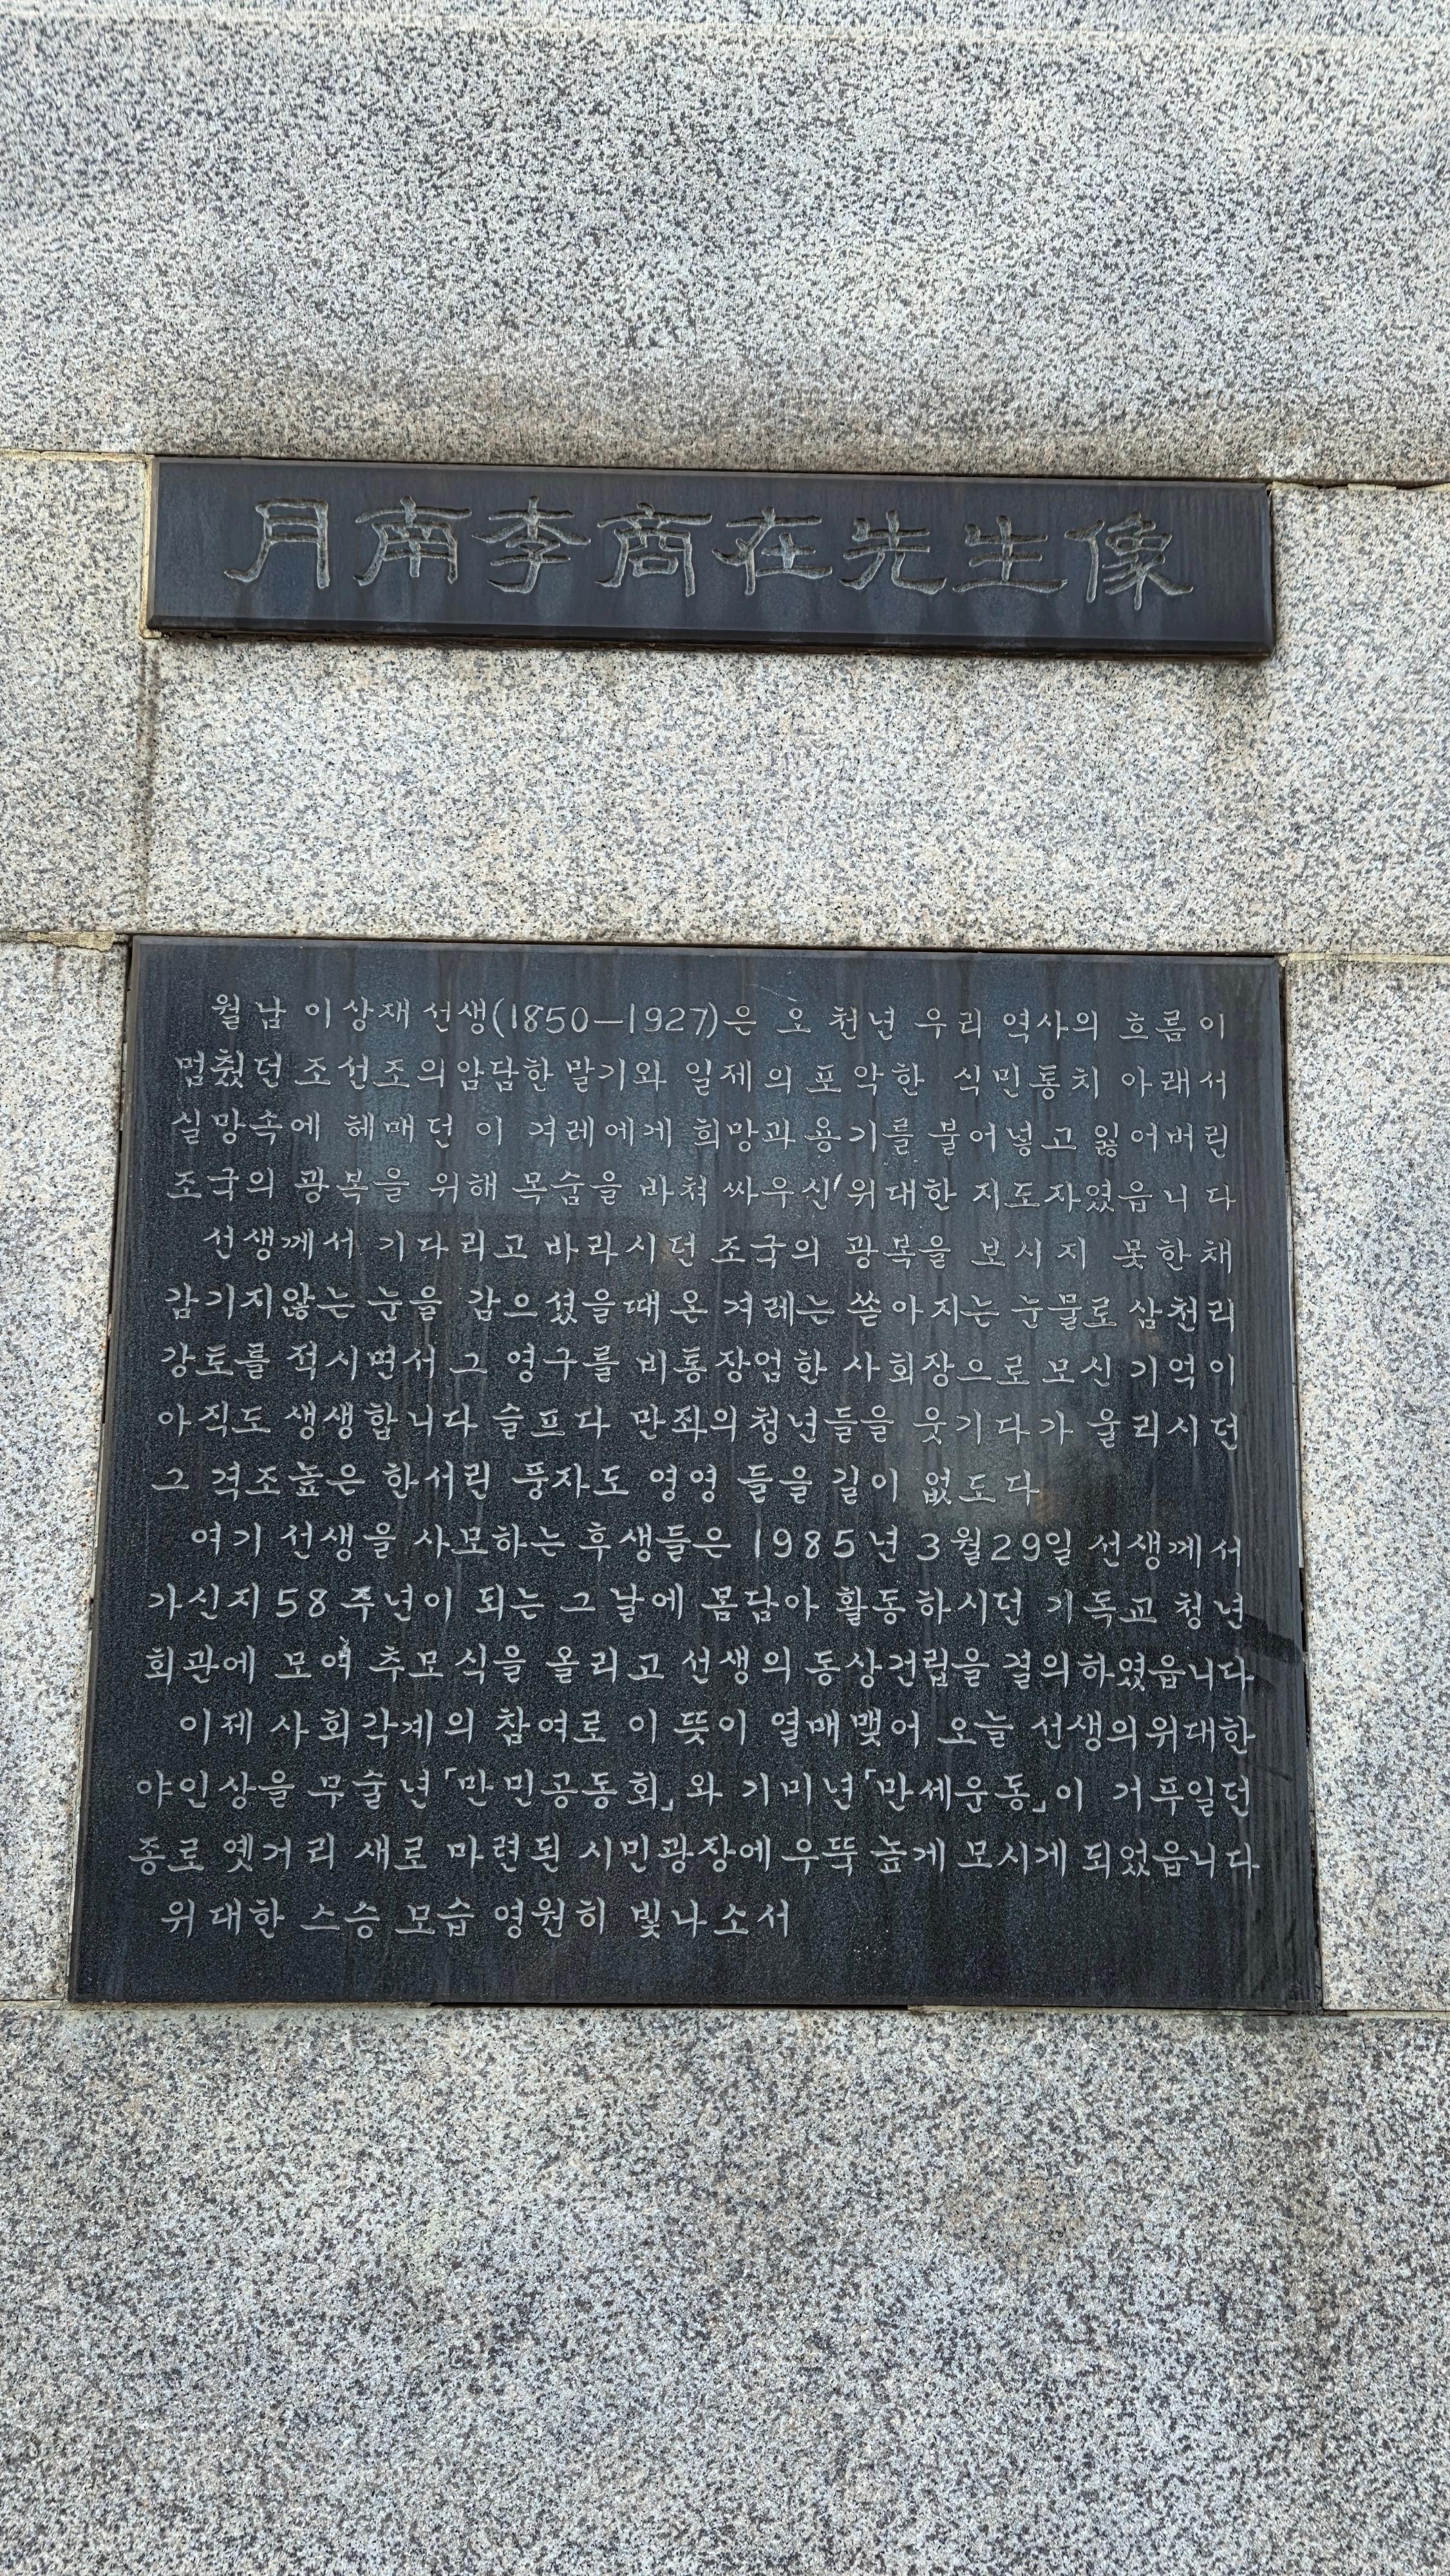 月南李商在先生像
월남 이상재 선생(1850—1927)은 오 천년 우리 역사의 흐름이
멈췄던 조선조의 암담한 말기와 일제의 포악한 식민통치 아래서
실망속에 헤매던 이 겨레에게 희망과 용기를 불어넣고 잃어버린
조국의 광복을 위해 목숨을 바쳐 싸우신 위대한 지도자였읍니다
선생께서 기다리고 바라시던 조국의 광복을 보시지 못한채
감기지않는 눈을 감으셨을때 온 겨레는 쏟아지는 눈물로 삼천리
강토를 적시면서 그 영구를 비통장엄한 사회장으로 모신 기억이
아직도 생생합니다 슬프다 만좌의청년들을 웃기다가 울리시던
그 격조높은 한서린 풍자도 영영 들을 길이 없도다
여기 선생을 사모하는 후생들은 1985년 3월29일 선생께서
가신지 58 주년이 되는 그날에 몸담아 활동하시던 기독교 청년
회관에 모여 추모식을 올리고 선생의 동상건립을 결의하였읍니다
이제 사회각계의 참여로 이 뜻이 열매맺어 오늘 선생의위대한
야인상을 무술년「만민공동회」와 기미년「만세운동」이 거푸일던
종로 옛거리 새로 마련된 시민광장에 우뚝 높게 모시게 되었읍니다
위대한 스승 모습 영원히 빛나소서